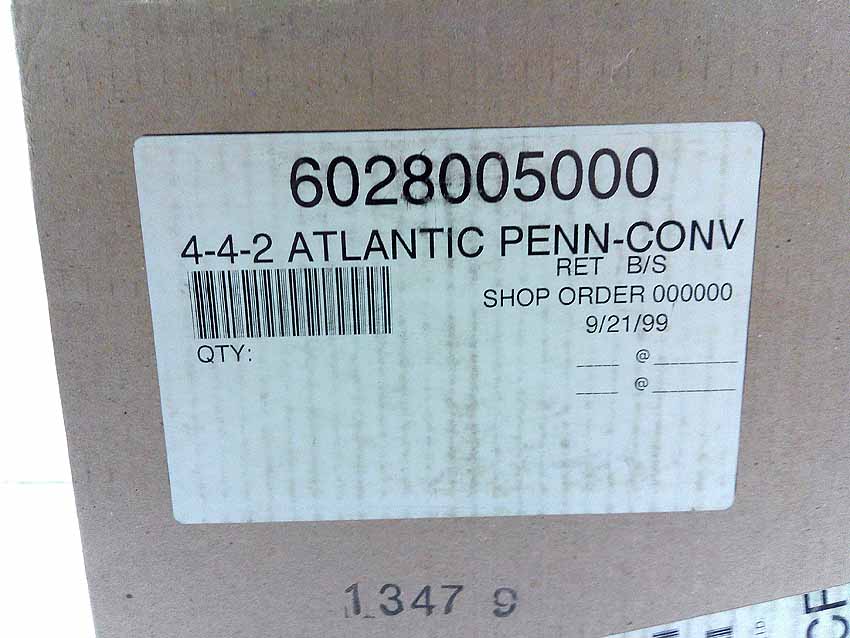 6028005000
4-4-2 ATLANTIC PENN-CONV
RET B/S
SHOP ORDER 000000
9/21/99
QTY:
____ @ ________
____ @ ________
1347 9
CF